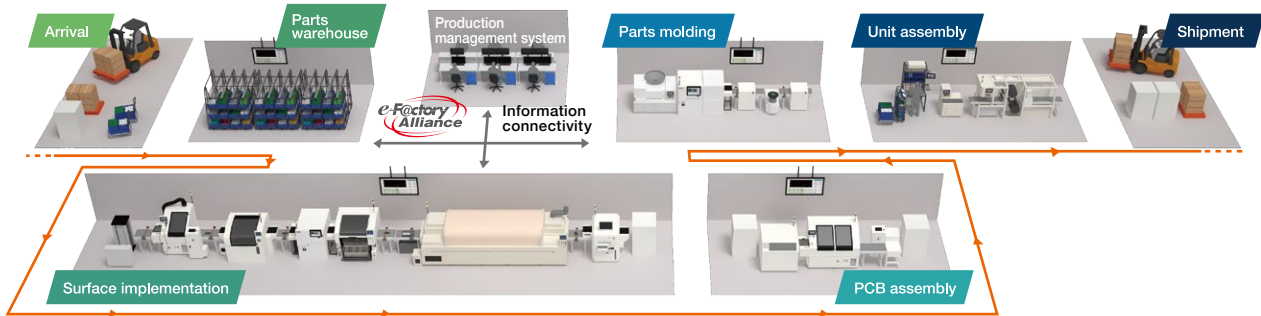 Arrival
Parts
warehouse
Production
management system
Parts molding
Unit assembly
Shipment
e-F@ctory
Alliance
Information
connectivity
Surface implementation
PCB assembly